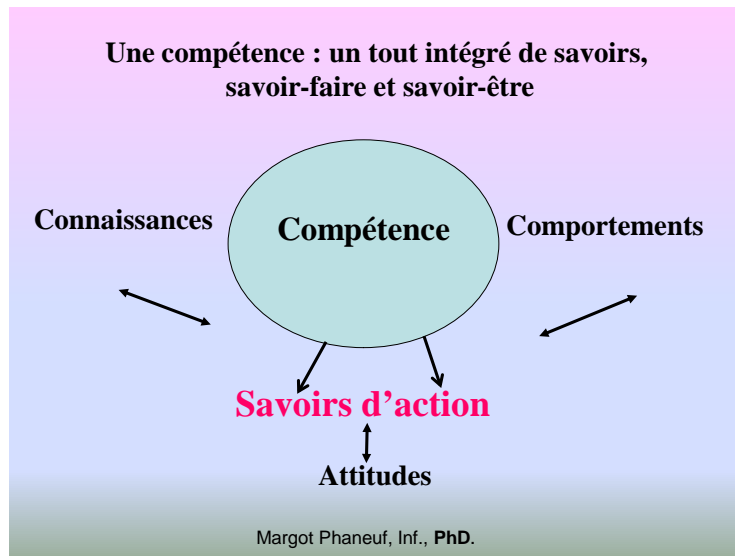 Une compétence : un tout intégré de savoirs,
savoir-faire et savoir-être
Connaissances
Compétence
Comportements
Savoirs d’action
Attitudes
Margot Phaneuf, Inf., PhD.